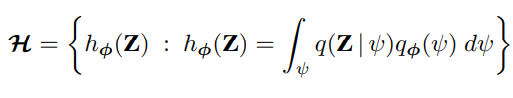 𝓗 = { h_𝝓(𝐙) : h_𝝓(𝐙) = ∫_ψ q(𝐙 | ψ)q_𝝓(ψ) dψ }